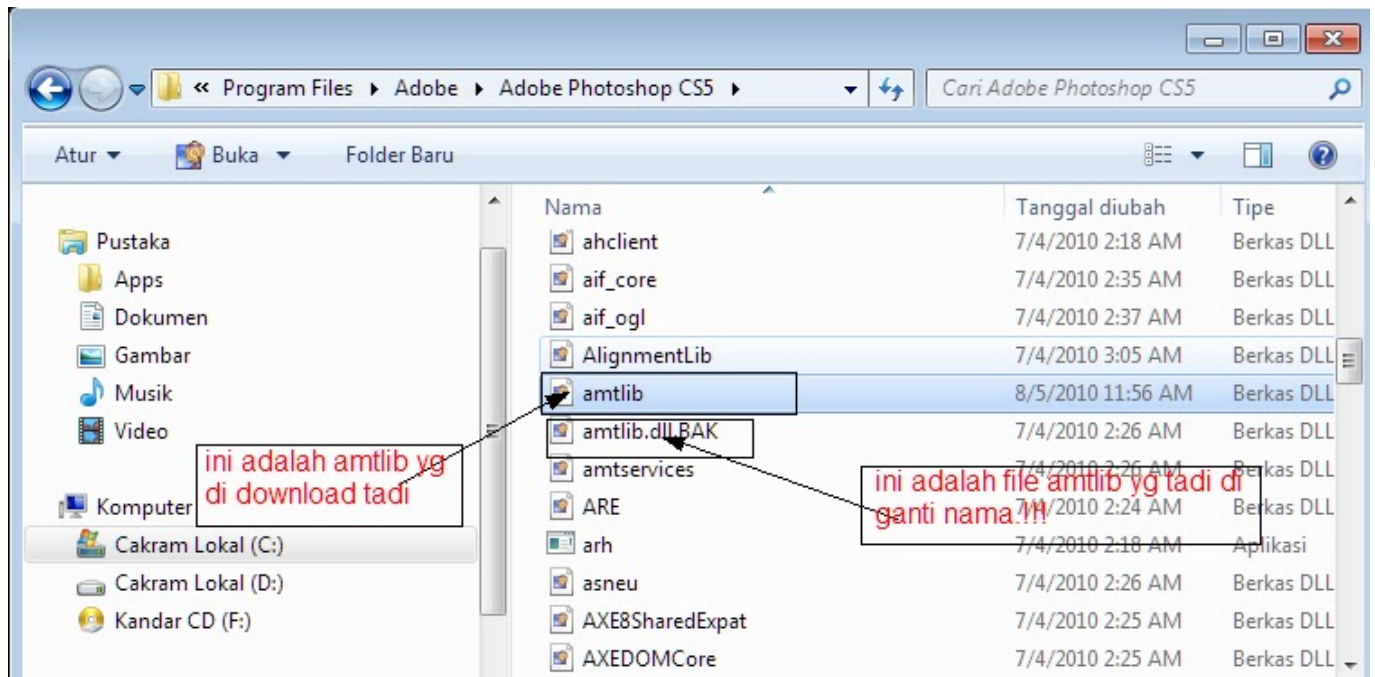 « Program Files ▸ Adobe ▸ Adobe Photoshop CS5 ▸ Cari Adobe Photoshop CS5
Atur Buka Folder Baru
Nama Tanggal diubah Tipe
Pustaka
Apps
Dokumen
Gambar
Musik
Video
Komputer
Cakram Lokal (C:)
Cakram Lokal (D:)
Kandar CD (F:)
ahclient 7/4/2010 2:18 AM Berkas DLL
aif_core 7/4/2010 2:35 AM Berkas DLL
aif_ogl 7/4/2010 2:37 AM Berkas DLL
AlignmentLib 7/4/2010 3:05 AM Berkas DLL
amtlib 8/5/2010 11:56 AM Berkas DLL
amtlib.dll.BAK 7/4/2010 2:26 AM Berkas DLL
amtservices 7/4/2010 2:26 AM Berkas DLL
ARE 7/4/2010 2:24 AM Berkas DLL
arh 7/4/2010 2:18 AM Aplikasi
asneu 7/4/2010 2:26 AM Berkas DLL
AXE8SharedExpat 7/4/2010 2:25 AM Berkas DLL
AXEDOMCore 7/4/2010 2:25 AM Berkas DLL
ini adalah amtlib yg
di download tadi
ini adalah file amtlib yg tadi di
ganti nama.!!!